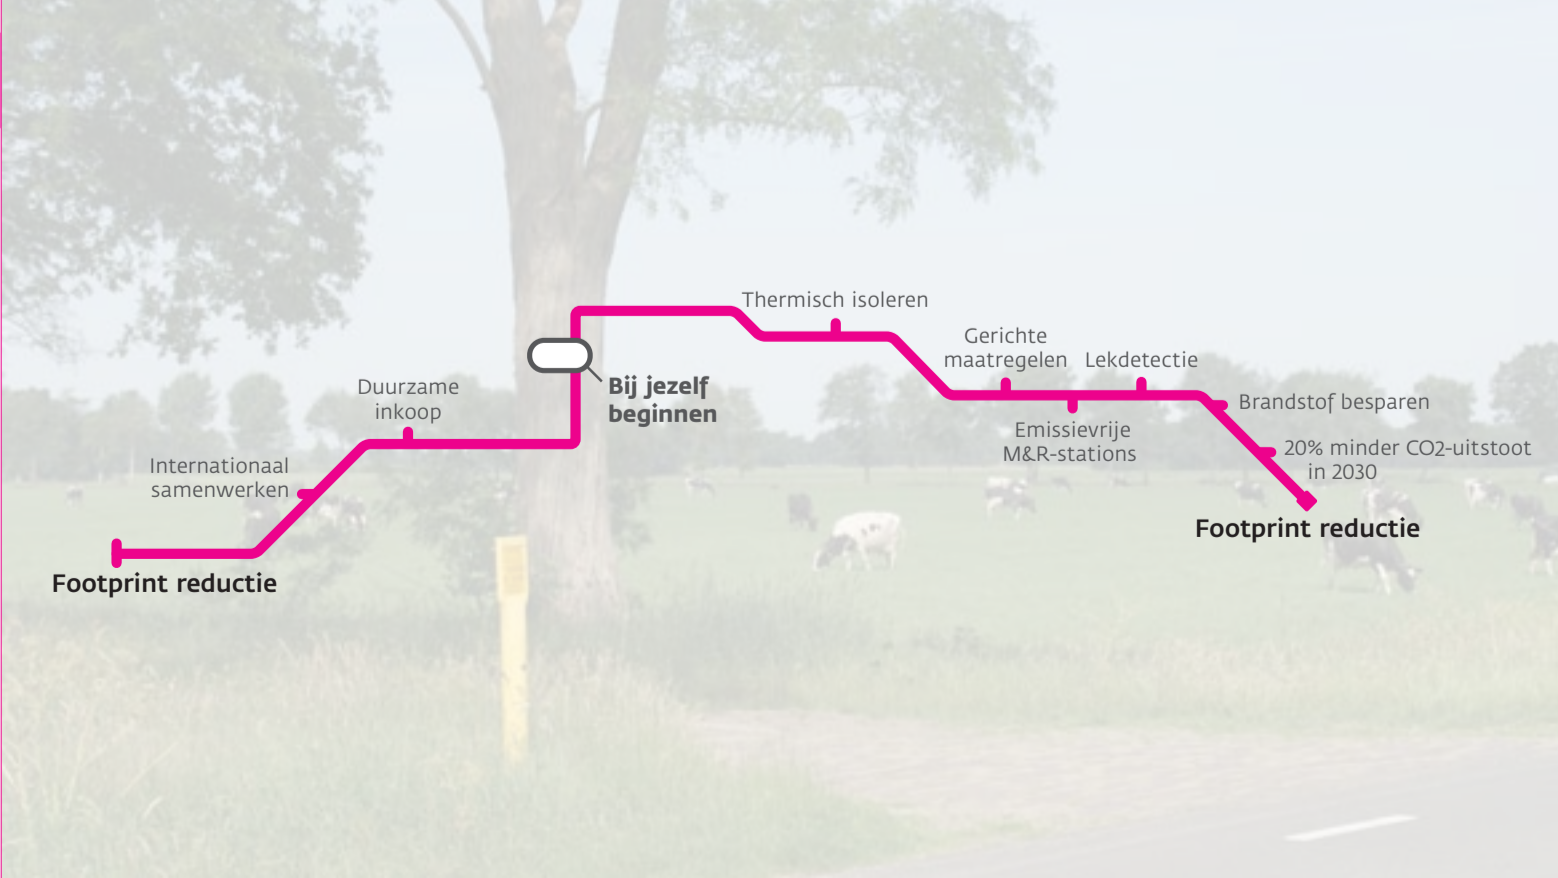 Thermisch isoleren
Gerichte
maatregelen
Lekdetectie
Duurzame
inkoop
Bij jezelf
beginnen
Brandstof besparen
Emissievrije
M&R-stations
20% minder CO2-uitstoot
in 2030
Internationaal
samenwerken
Footprint reductie
Footprint reductie